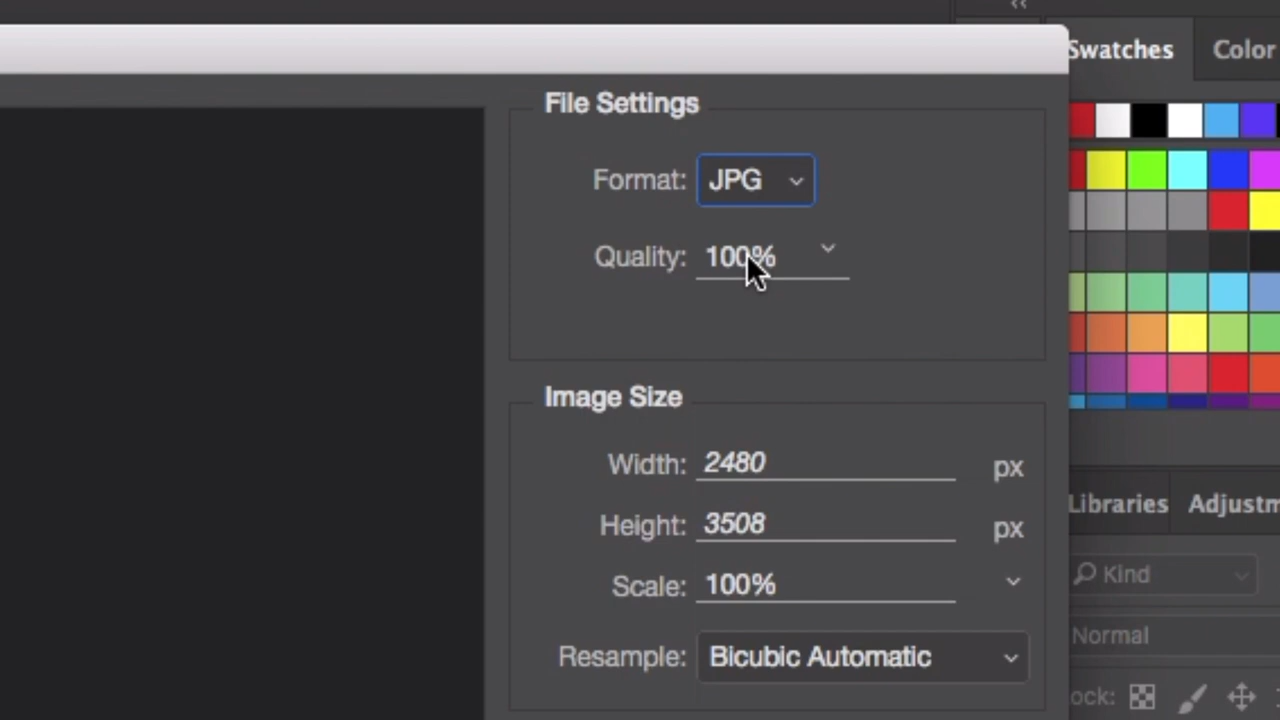 Swatches Color
File Settings
Format: JPG
Quality: 100%
Image Size
Width: 2480 px
Height: 3508 px
Libraries Adjustm
Kind
Scale: 100%
Normal
Resample: Bicubic Automatic
ock: